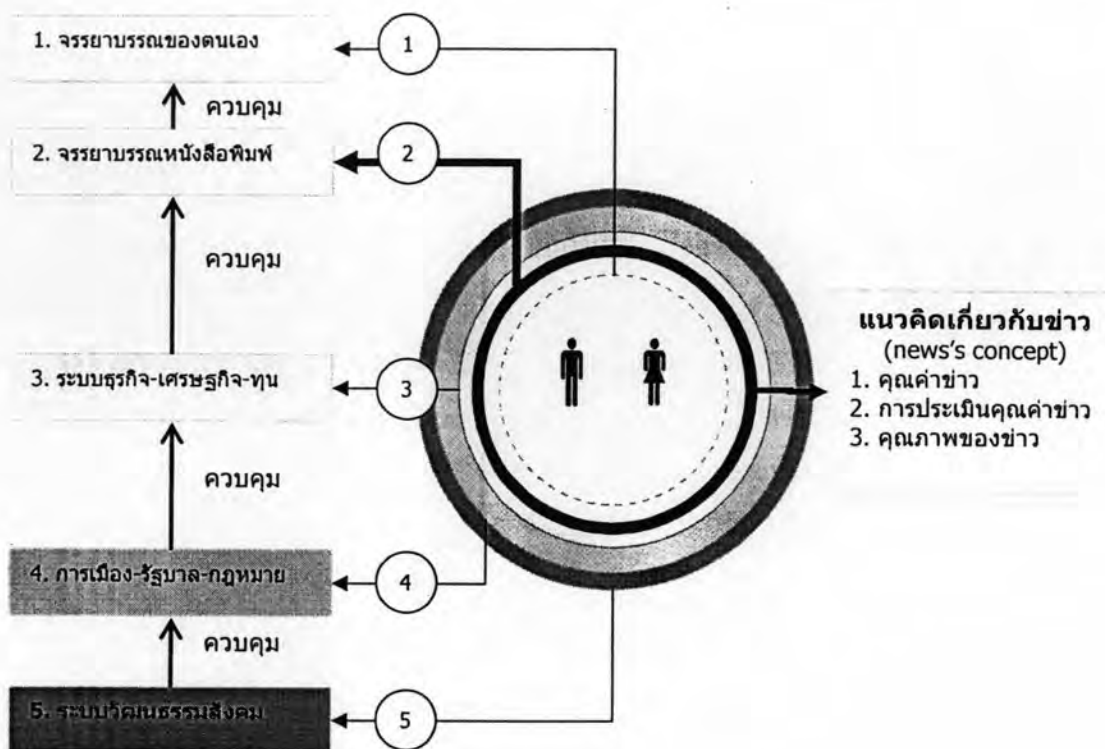 1. จรรยาบรรณของตนเอง
1
ควบคุม
2. จรรยาบรรณหนังสือพิมพ์
2
ควบคุม
3. ระบบธุรกิจ-เศรษฐกิจ-ทุน
3
แนวคิดเกี่ยวกับข่าว
(news's concept)
1. คุณค่าข่าว
2. การประเมินคุณค่าข่าว
3. คุณภาพของข่าว
ควบคุม
4. การเมือง-รัฐบาล-กฎหมาย
4
ควบคุม
5. ระบบวัฒนธรรมสังคม
5